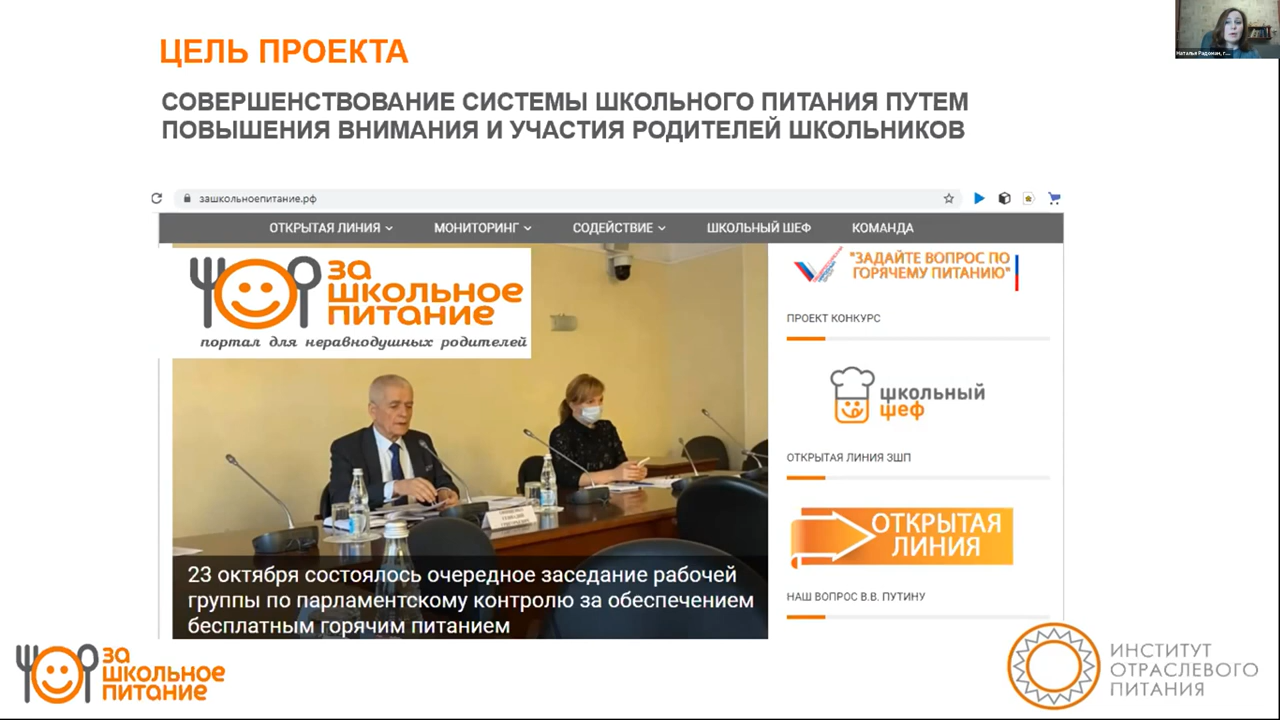 ЦЕЛЬ ПРОЕКТА
СОВЕРШЕНСТВОВАНИЕ СИСТЕМЫ ШКОЛЬНОГО ПИТАНИЯ ПУТЕМ
ПОВЫШЕНИЯ ВНИМАНИЯ И УЧАСТИЯ РОДИТЕЛЕЙ ШКОЛЬНИКОВ
Наталья Радоман, г...
зашкольноепитание.рф
ОТКРЫТАЯ ЛИНИЯ МОНИТОРИНГ СОДЕЙСТВИЕ ШКОЛЬНЫЙ ШЕФ КОМАНДА
за
школьное
питание
портал для неравнодушных родителей
23 октября состоялось очередное заседание рабочей
группы по парламентскому контролю за обеспечением
бесплатным горячим питанием
"ЗАДАЙТЕ ВОПРОС ПО
ГОРЯЧЕМУ ПИТАНИЮ"
ПРОЕКТ КОНКУРС
школьный
шеф
ОТКРЫТАЯ ЛИНИЯ ЗШП
ОТКРЫТАЯ
ЛИНИЯ
НАШ ВОПРОС В.В. ПУТИНУ
за
школьное
питание
ИНСТИТУТ
ОТРАСЛЕВОГО
ПИТАНИЯ